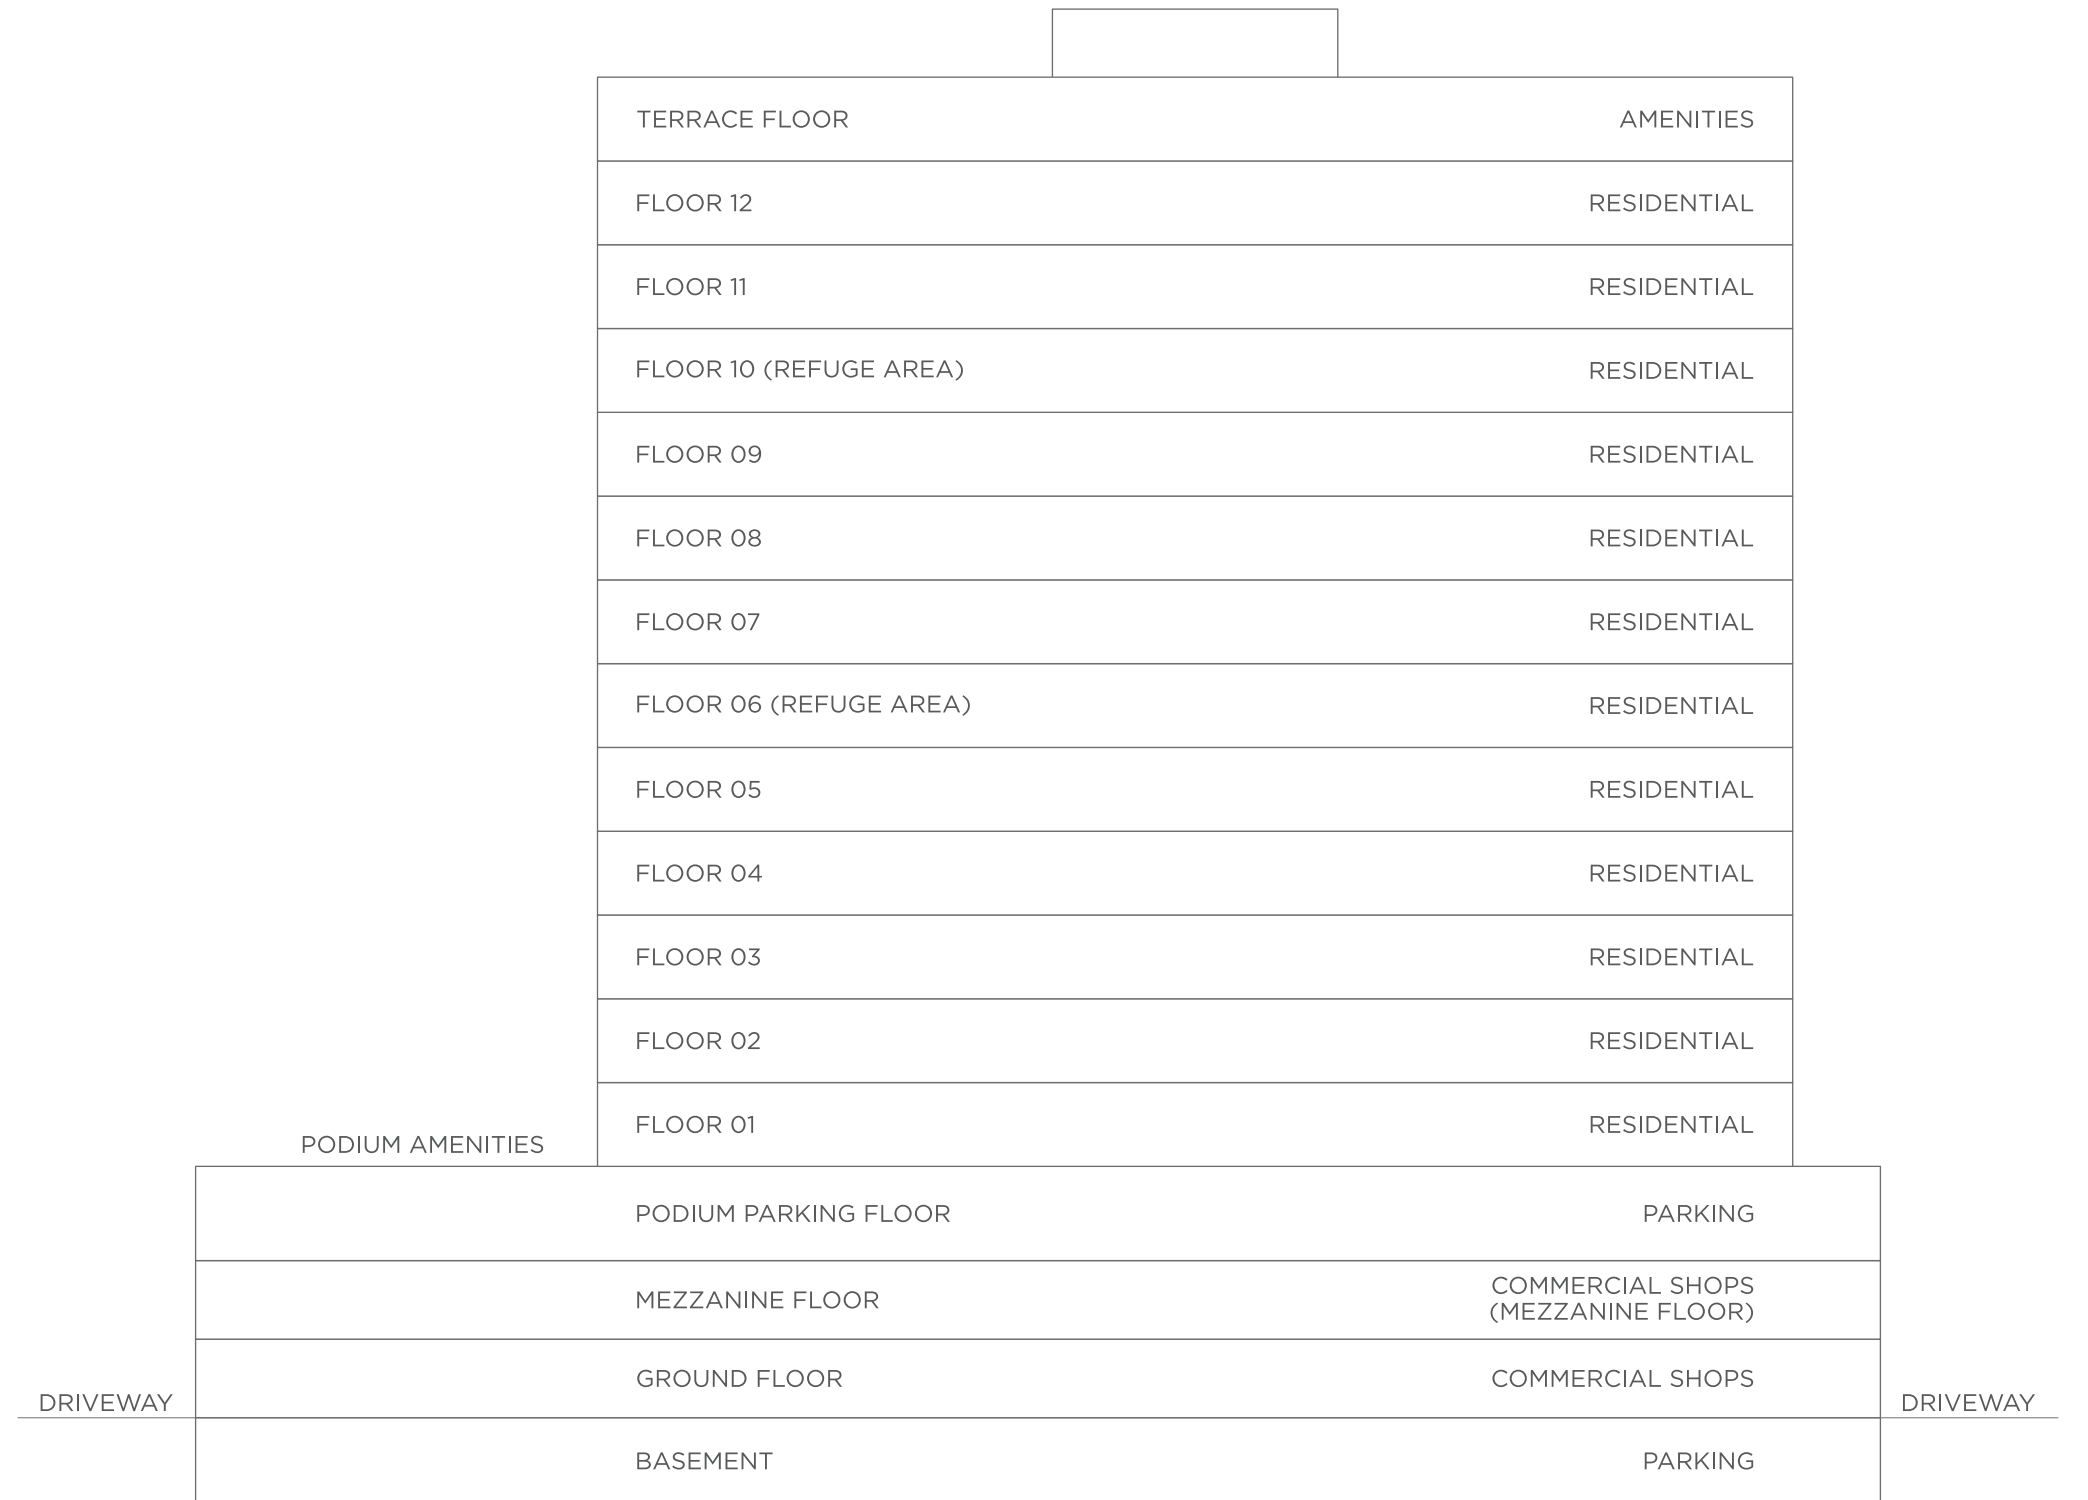 TERRACE FLOOR AMENITIES
FLOOR 12 RESIDENTIAL
FLOOR 11 RESIDENTIAL
FLOOR 10 (REFUGE AREA) RESIDENTIAL
FLOOR 09 RESIDENTIAL
FLOOR 08 RESIDENTIAL
FLOOR 07 RESIDENTIAL
FLOOR 06 (REFUGE AREA) RESIDENTIAL
FLOOR 05 RESIDENTIAL
FLOOR 04 RESIDENTIAL
FLOOR 03 RESIDENTIAL
FLOOR 02 RESIDENTIAL
FLOOR 01 RESIDENTIAL
PODIUM AMENITIES
PODIUM PARKING FLOOR PARKING
MEZZANINE FLOOR COMMERCIAL SHOPS
(MEZZANINE FLOOR)
GROUND FLOOR COMMERCIAL SHOPS
DRIVEWAY DRIVEWAY
BASEMENT PARKING